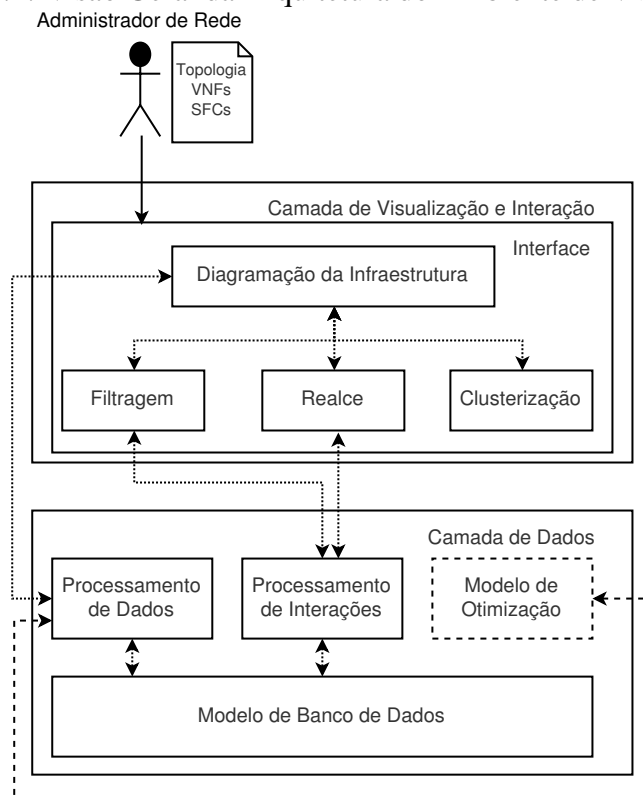 Administrador de Rede
Topologia
VNFs
SFCs
Camada de Visualização e Interação
Interface
Diagramação da Infraestrutura
Filtragem
Realce
Clusterização
Camada de Dados
Processamento
de Dados
Processamento
de Interações
Modelo de
Otimização
Modelo de Banco de Dados